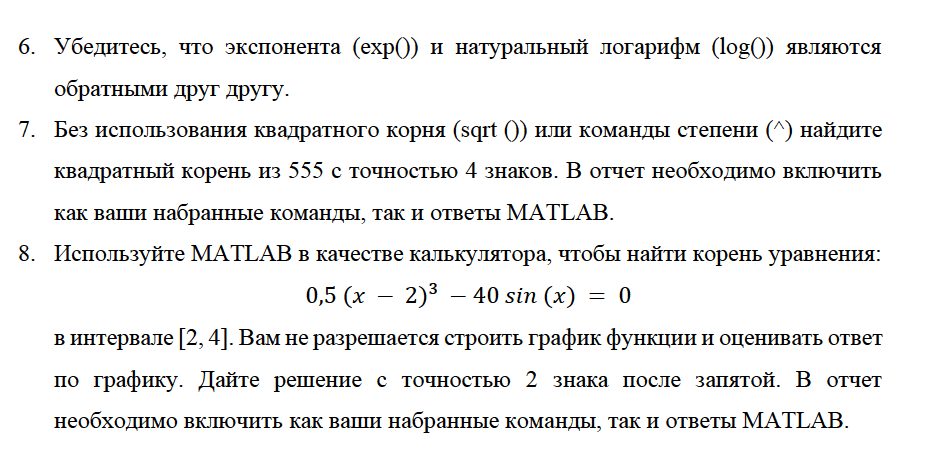 6. Убедитесь, что экспонента (exp()) и натуральный логарифм (log()) являются
обратными друг другу.
7. Без использования квадратного корня (sqrt ()) или команды степени (^) найдите
квадратный корень из 555 с точностью 4 знаков. В отчет необходимо включить
как ваши набранные команды, так и ответы MATLAB.
8. Используйте MATLAB в качестве калькулятора, чтобы найти корень уравнения:
0,5 (x − 2)³ − 40 sin (x) = 0
в интервале [2, 4]. Вам не разрешается строить график функции и оценивать ответ
по графику. Дайте решение с точностью 2 знака после запятой. В отчет
необходимо включить как ваши набранные команды, так и ответы MATLAB.